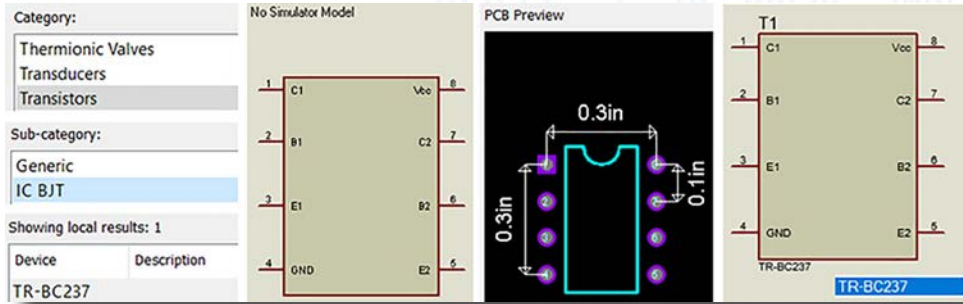 Category:
Thermionic Valves
Transducers
Transistors
Sub-category:
Generic
IC BJT
Showing local results: 1
Device Description
TR-BC237
No Simulator Model
1 C1 Vcc 8
2 B1 C2 7
3 E1 B2 6
4 GND E2 5
PCB Preview
0.3in
0.3in
0.1in
1
2
3
4
8
7
6
5
T1
1 C1 Vcc 8
2 B1 C2 7
3 E1 B2 6
4 GND E2 5
TR-BC237
TR-BC237